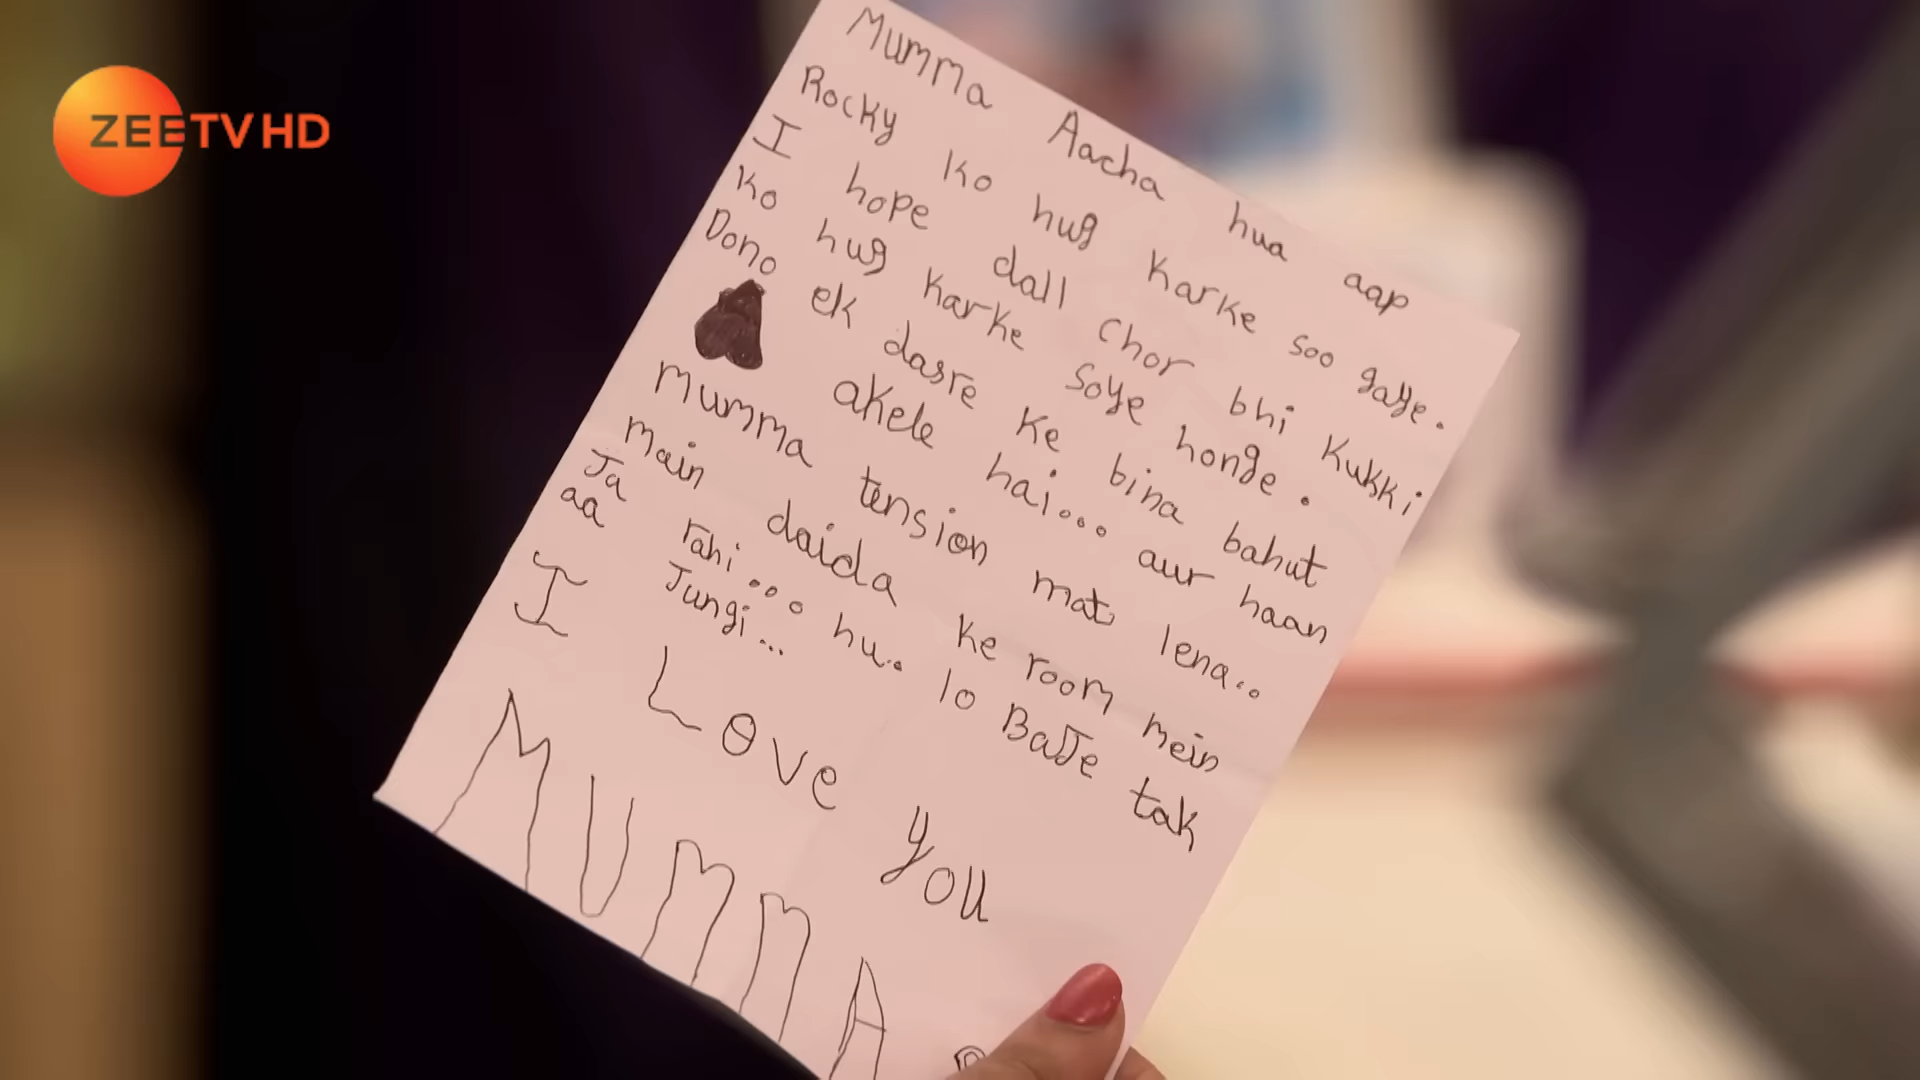 ZEETV HD
Mumma Aacha hua aap
Rocky ko hug karke soo gaye.
I hope dall chor bhi kukki
ko hug karke soye honge.
Dono ek dasre ke bina bahut
akele hai... aur haan
Mumma tension mat lena..
main daida ke room mein
Ja rahi... hu.. 10 BaJJe tak
aa Jungi...
I Love you
MUMMA